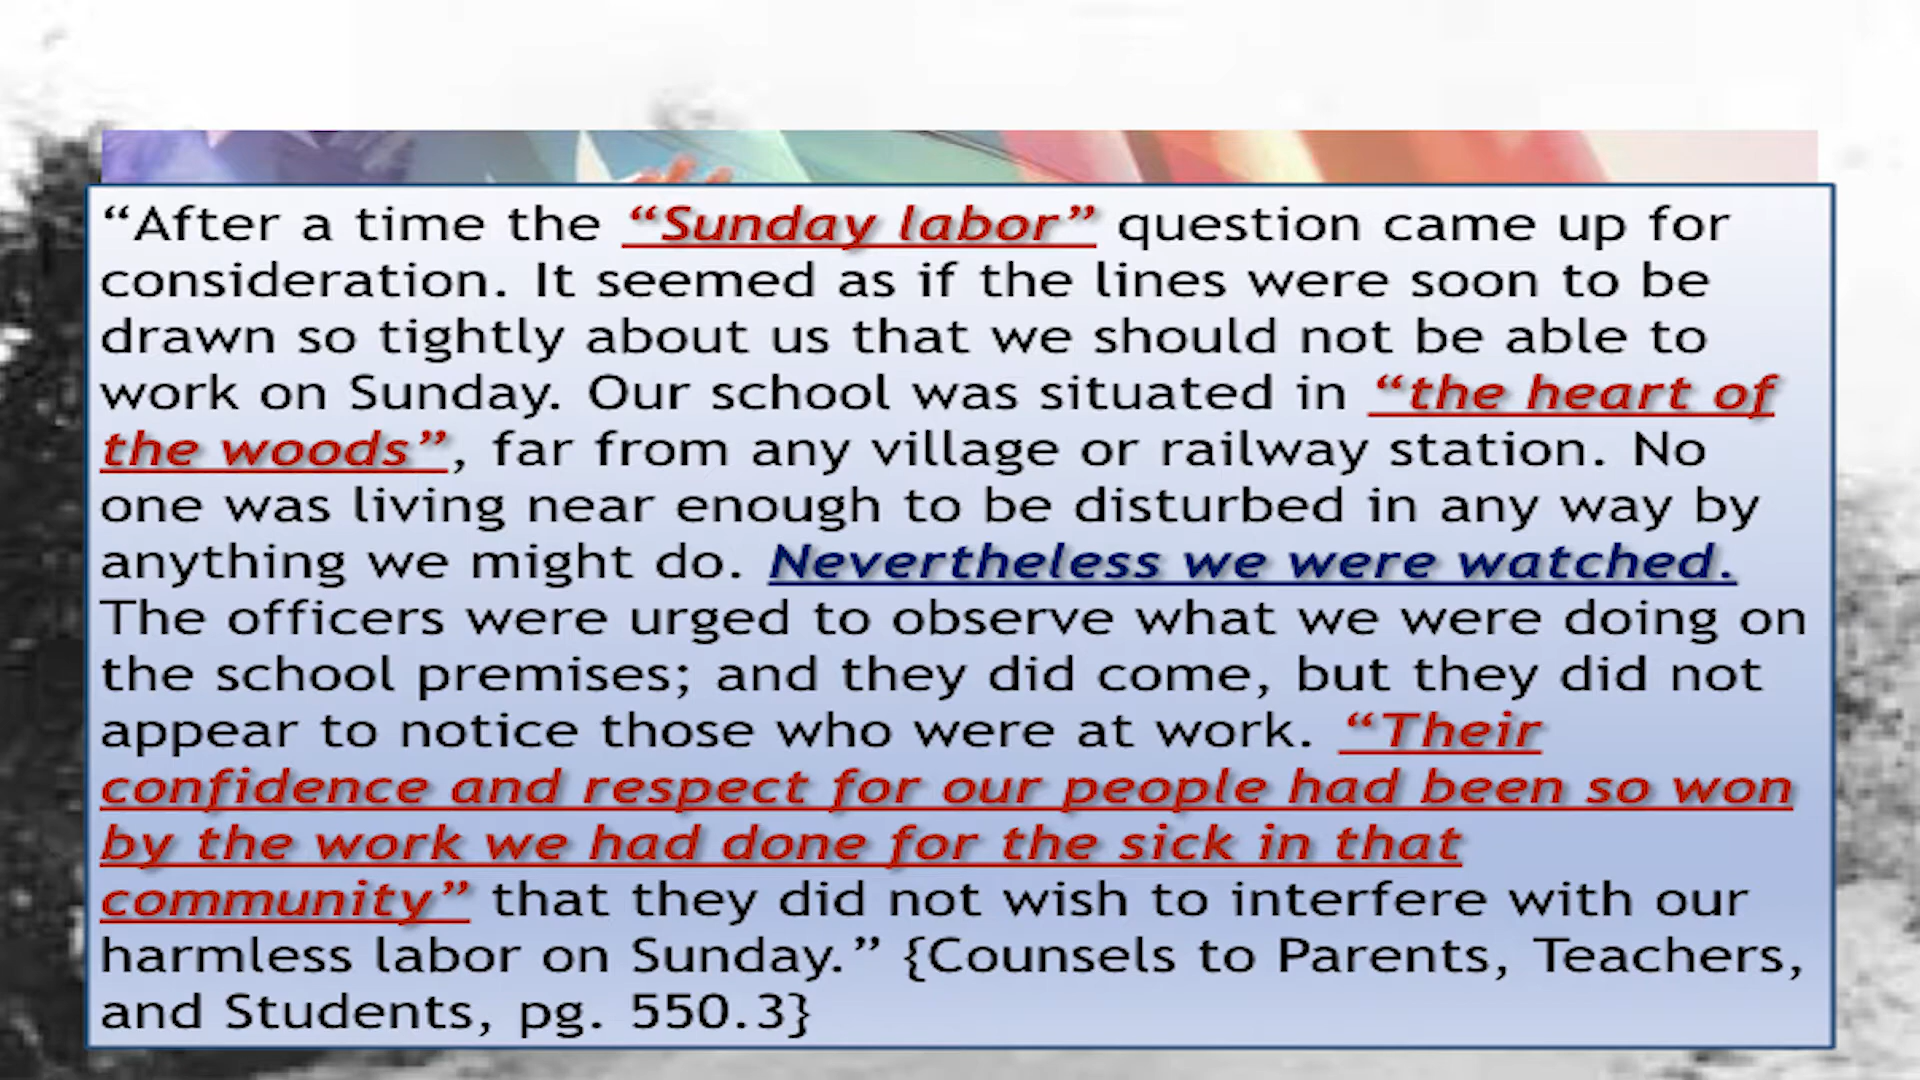 “After a time the “Sunday labor” question came up for
consideration. It seemed as if the lines were soon to be
drawn so tightly about us that we should not be able to
work on Sunday. Our school was situated in “the heart of
the woods”, far from any village or railway station. No
one was living near enough to be disturbed in any way by
anything we might do. Nevertheless we were watched.
The officers were urged to observe what we were doing on
the school premises; and they did come, but they did not
appear to notice those who were at work. “Their
confidence and respect for our people had been so won
by the work we had done for the sick in that
community” that they did not wish to interfere with our
harmless labor on Sunday.” {Counsels to Parents, Teachers,
and Students, pg. 550.3}